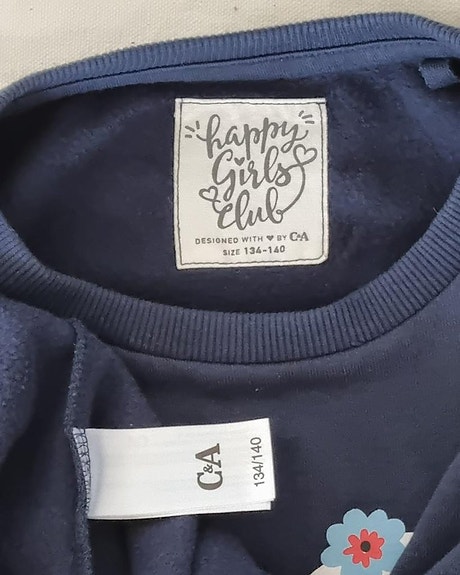 happy
Girls
Club
DESIGNED WITH ♥ BY C&A
SIZE 134-140
C&A
134/140